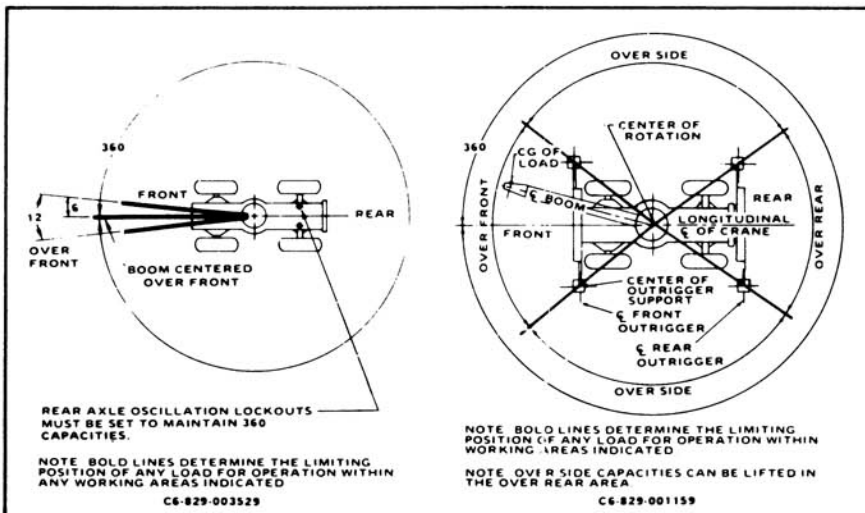 360
FRONT
6
12
OVER
FRONT
BOOM CENTERED
OVER FRONT
REAR
REAR AXLE OSCILLATION LOCKOUTS
MUST BE SET TO MAINTAIN 360
CAPACITIES.
NOTE BOLD LINES DETERMINE THE LIMITING
POSITION OF ANY LOAD FOR OPERATION WITHIN
ANY WORKING AREAS INDICATED
C6-829-003529
OVER SIDE
360
CENTER OF
ROTATION
CG OF
LOAD
℄ BOOM
OVER FRONT
FRONT
REAR
LONGITUDINAL
℄ OF CRANE
OVER REAR
CENTER OF
OUTRIGGER
SUPPORT
℄ FRONT
OUTRIGGER
℄ REAR
OUTRIGGER
OVER SIDE
NOTE BOLD LINES DETERMINE THE LIMITING
POSITION OF ANY LOAD FOR OPERATION WITHIN
WORKING AREAS INDICATED
NOTE OVER SIDE CAPACITIES CAN BE LIFTED IN
THE OVER REAR AREA.
C6-829-001159